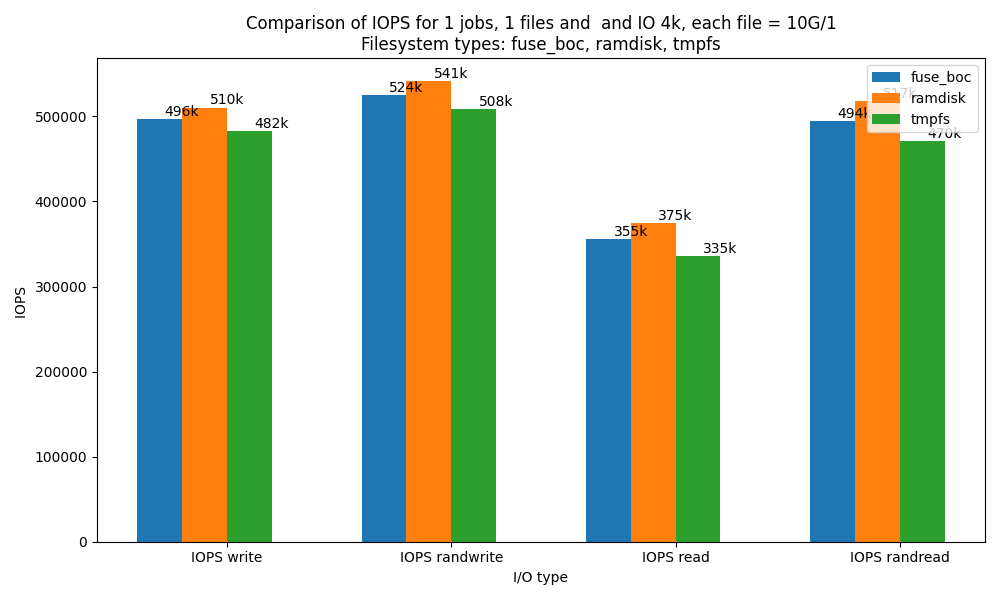 Comparison of IOPS for 1 jobs, 1 files and  and IO 4k, each file = 10G/1
Filesystem types: fuse_boc, ramdisk, tmpfs
fuse_boc
ramdisk
tmpfs
496k
510k
482k
524k
541k
508k
355k
375k
335k
494k
517k
470k
IOPS
500000
400000
300000
200000
100000
0
IOPS write
IOPS randwrite
IOPS read
IOPS randread
I/O type